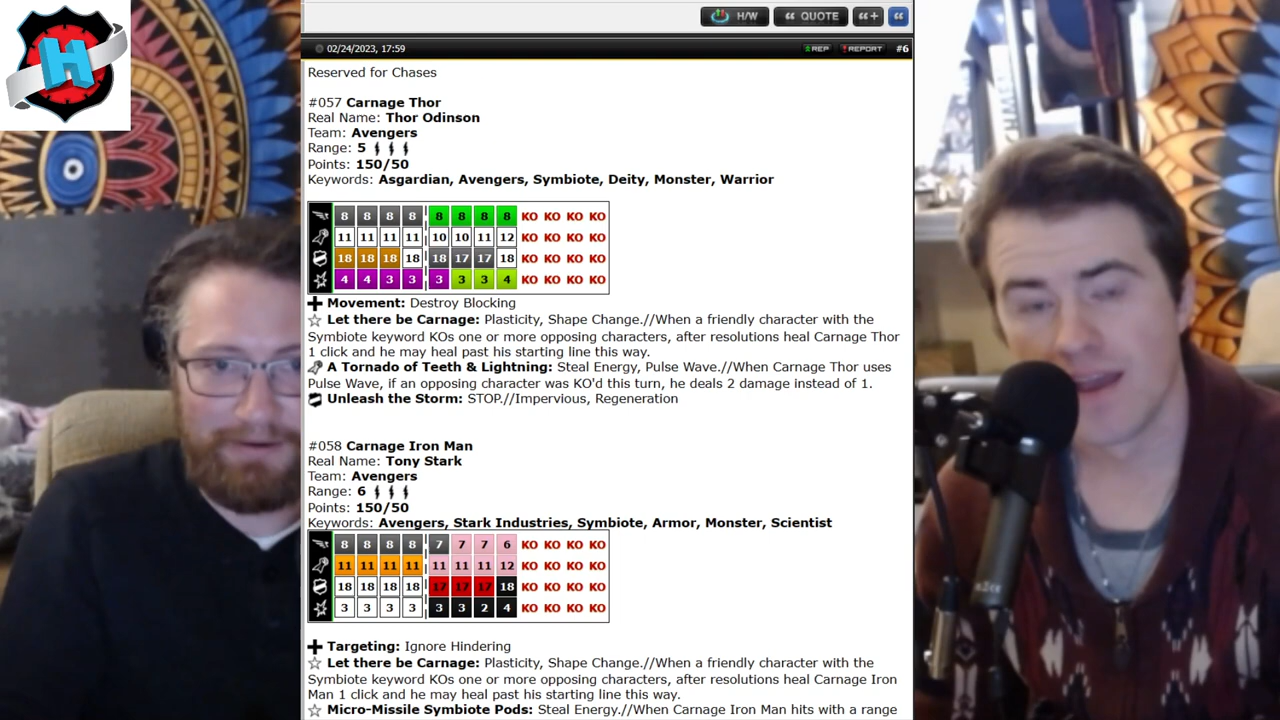 H/W
QUOTE
02/24/2023, 17:59
REP
REPORT
#6
H
Reserved for Chases
#057 Carnage Thor
Real Name: Thor Odinson
Team: Avengers
Range: 5
Points: 150/50
Keywords: Asgardian, Avengers, Symbiote, Deity, Monster, Warrior
8 8 8 8 8 8 8 8 KO KO KO KO
11 11 11 11 10 10 11 12 KO KO KO KO
18 18 18 18 18 17 17 18 KO KO KO KO
4 4 3 3 3 3 3 4 KO KO KO KO
Movement: Destroy Blocking
Let there be Carnage: Plasticity, Shape Change.//When a friendly character with the
Symbiote keyword KOs one or more opposing characters, after resolutions heal Carnage Thor
1 click and he may heal past his starting line this way.
A Tornado of Teeth & Lightning: Steal Energy, Pulse Wave.//When Carnage Thor uses
Pulse Wave, if an opposing character was KO'd this turn, he deals 2 damage instead of 1.
Unleash the Storm: STOP.//Impervious, Regeneration
#058 Carnage Iron Man
Real Name: Tony Stark
Team: Avengers
Range: 6
Points: 150/50
Keywords: Avengers, Stark Industries, Symbiote, Armor, Monster, Scientist
8 8 8 8 7 7 7 6 KO KO KO KO
11 11 11 11 11 11 11 12 KO KO KO KO
18 18 18 18 17 17 17 18 KO KO KO KO
3 3 3 3 3 3 2 4 KO KO KO KO
Targeting: Ignore Hindering
Let there be Carnage: Plasticity, Shape Change.//When a friendly character with the
Symbiote keyword KOs one or more opposing characters, after resolutions heal Carnage Iron
Man 1 click and he may heal past his starting line this way.
Micro-Missile Symbiote Pods: Steal Energy.//When Carnage Iron Man hits with a range